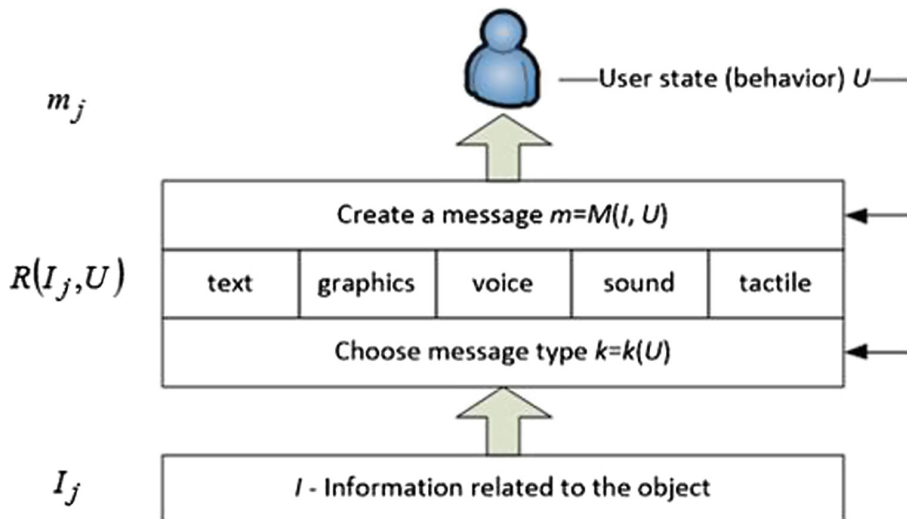 m_j
User state (behavior) U
Create a message m=M(I, U)
R(I_j,U)
text graphics voice sound tactile
Choose message type k=k(U)
I_j
I - Information related to the object